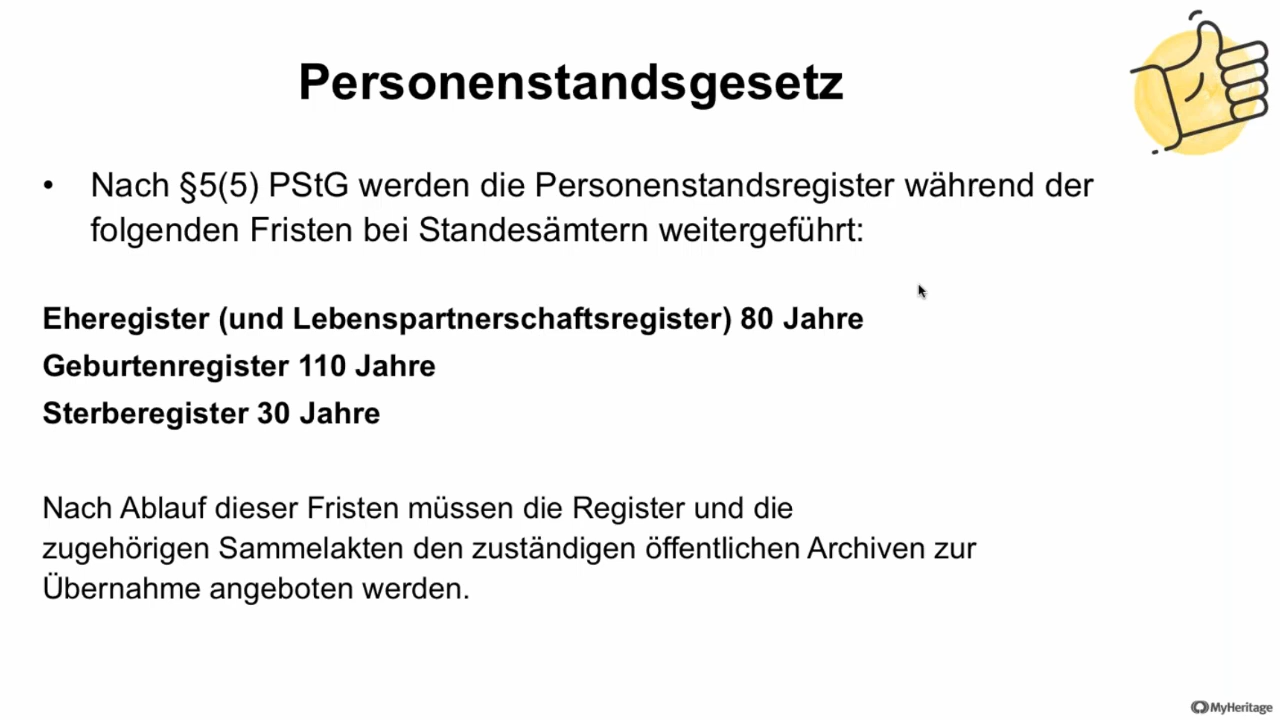 Personenstandsgesetz
• Nach §5(5) PStG werden die Personenstandsregister während der
folgenden Fristen bei Standesämtern weitergeführt:
Eheregister (und Lebenspartnerschaftsregister) 80 Jahre
Geburtenregister 110 Jahre
Sterberegister 30 Jahre
Nach Ablauf dieser Fristen müssen die Register und die
zugehörigen Sammelakten den zuständigen öffentlichen Archiven zur
Übernahme angeboten werden.
MyHeritage